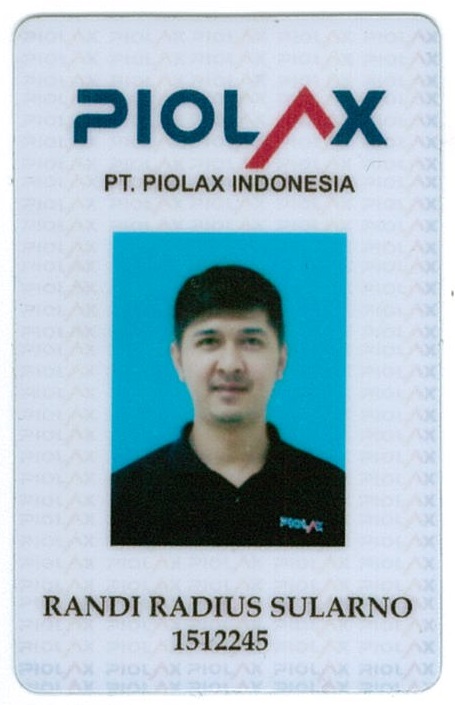 PIOLAX
PT. PIOLAX INDONESIA
PIOLAX
RANDI RADIUS SULARNO
1512245